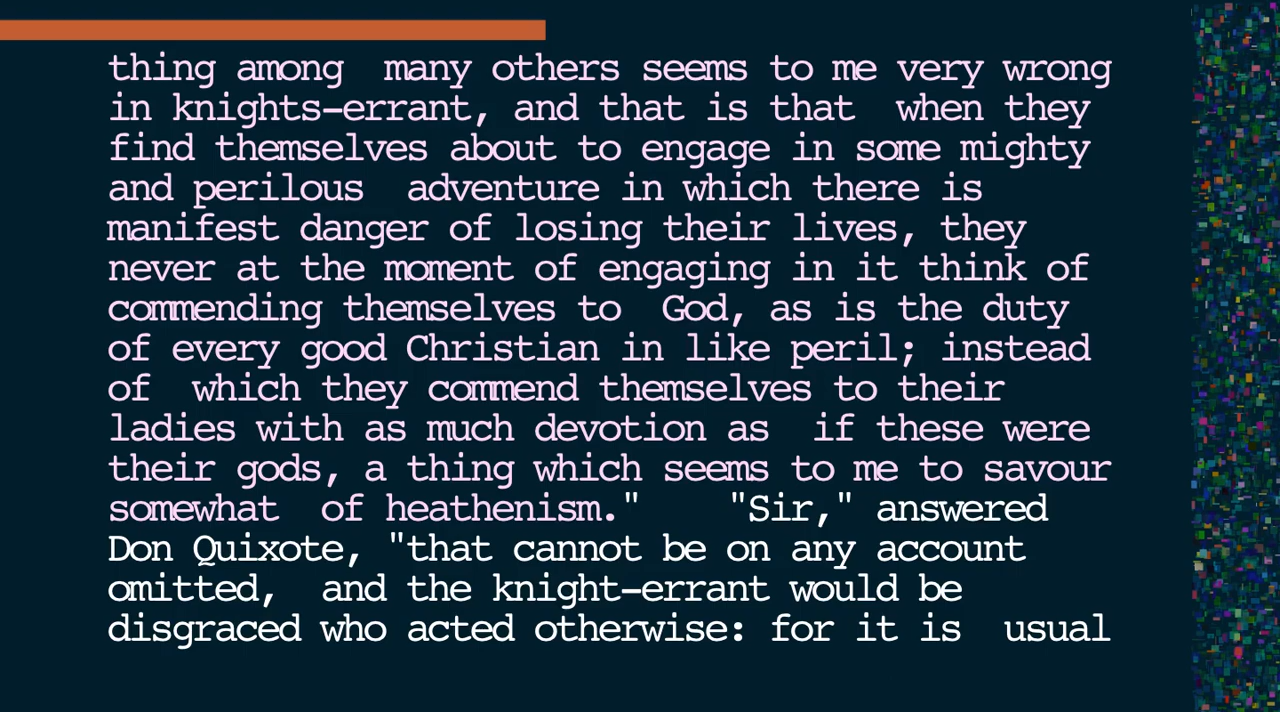 thing among  many others seems to me very wrong
in knights-errant, and that is that  when they
find themselves about to engage in some mighty
and perilous  adventure in which there is
manifest danger of losing their lives, they
never at the moment of engaging in it think of
commending themselves to  God, as is the duty
of every good Christian in like peril; instead
of  which they commend themselves to their
ladies with as much devotion as  if these were
their gods, a thing which seems to me to savour
somewhat  of heathenism."    "Sir," answered
Don Quixote, "that cannot be on any account
omitted,  and the knight-errant would be
disgraced who acted otherwise: for it is  usual